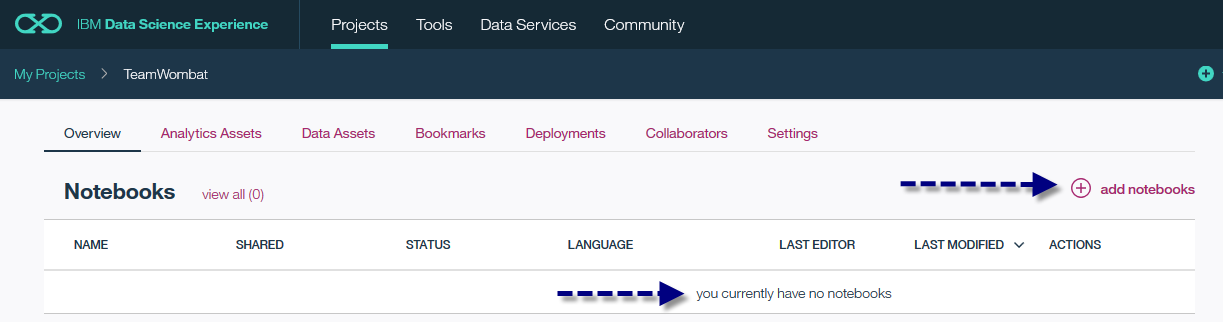 IBM Data Science Experience Projects Tools Data Services Community
My Projects > TeamWombat
Overview Analytics Assets Data Assets Bookmarks Deployments Collaborators Settings
Notebooks view all (0) add notebooks
NAME SHARED STATUS LANGUAGE LAST EDITOR LAST MODIFIED ACTIONS
you currently have no notebooks